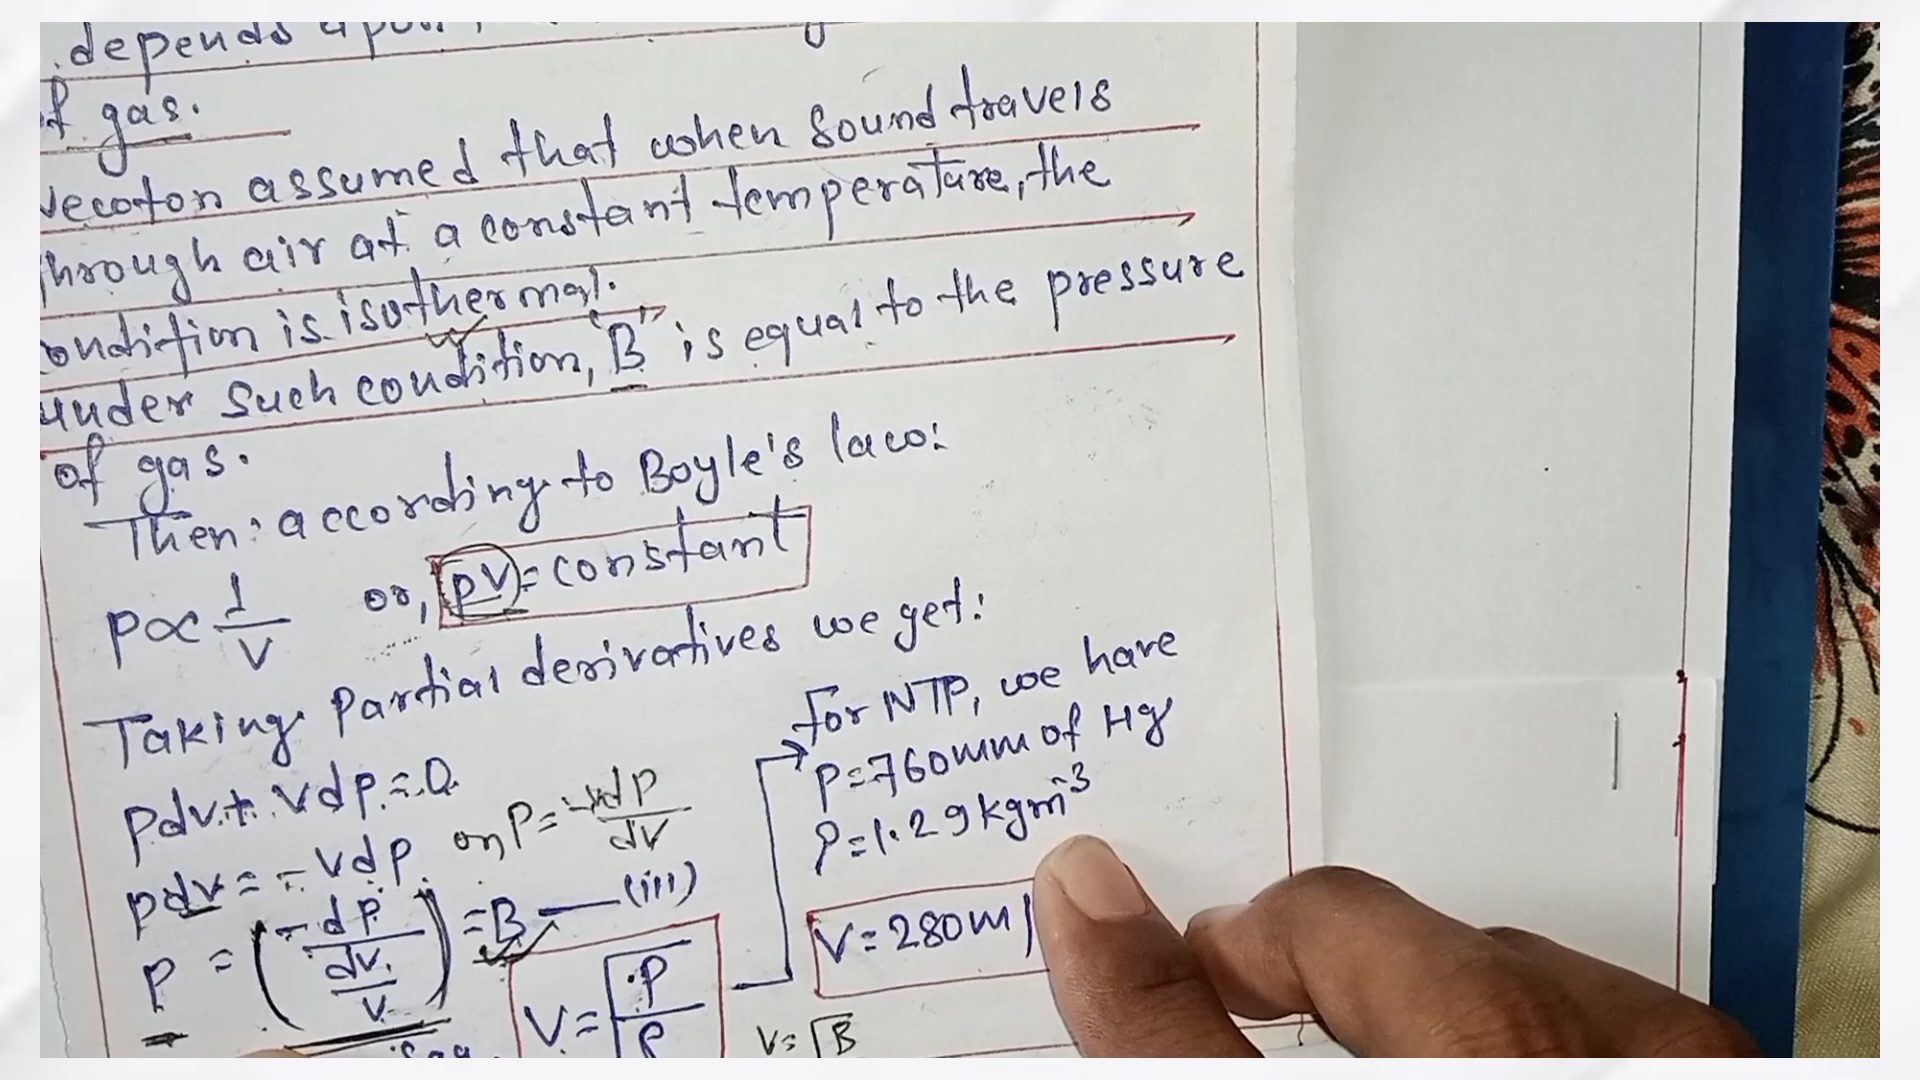 depends upon
of gas.
Newton assumed that when sound travels
through air at a constant temperature, the
condition is isothermal.
under such condition, "B" is equal to the pressure
of gas.
Then: according to Boyle's law:
P ∝ 1/V or, PV = constant
Taking Partial derivatives we get:
Pdv + Vdp = 0
Pdv = - Vdp or P = -Vdp/dV
P = (-dP/(dV/V)) = B — (iii)
V = √(P/ρ)
For NTP, we have
P = 760mm of Hg
ρ = 1.29kgm⁻³
V = 280m/
V = √B